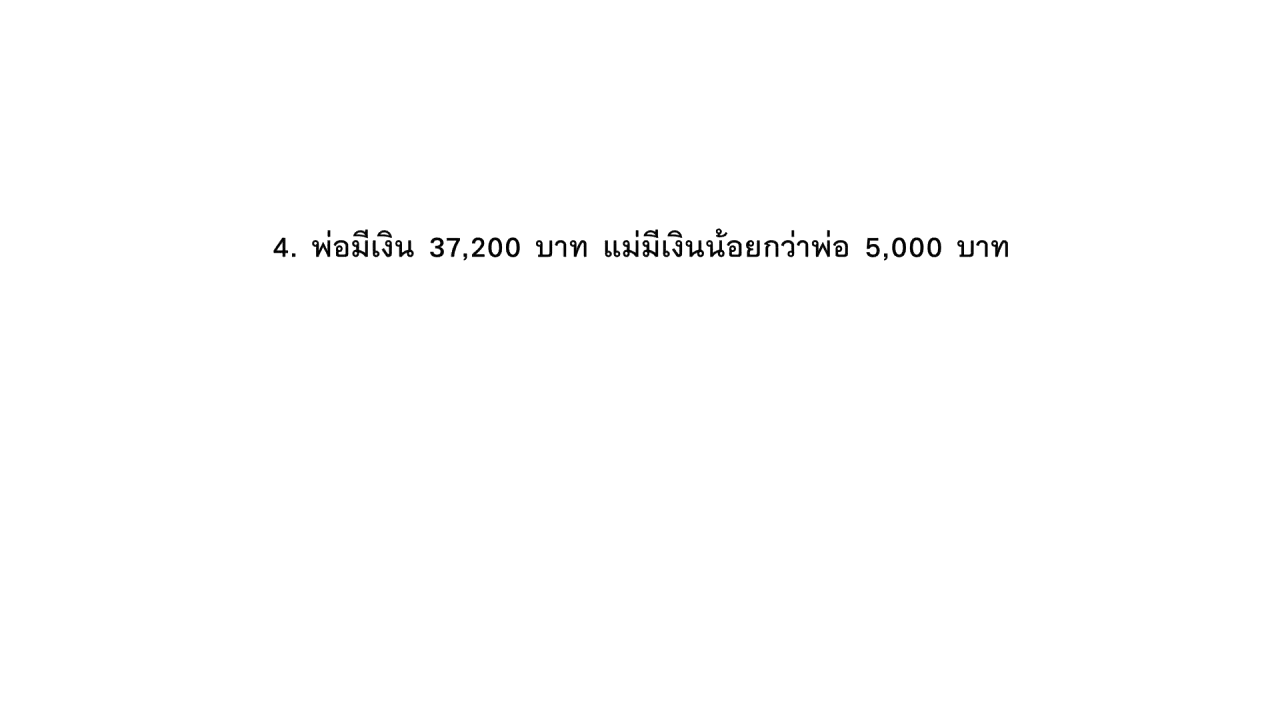 4. พ่อมีเงิน 37,200 บาท แม่มีเงินน้อยกว่าพ่อ 5,000 บาท